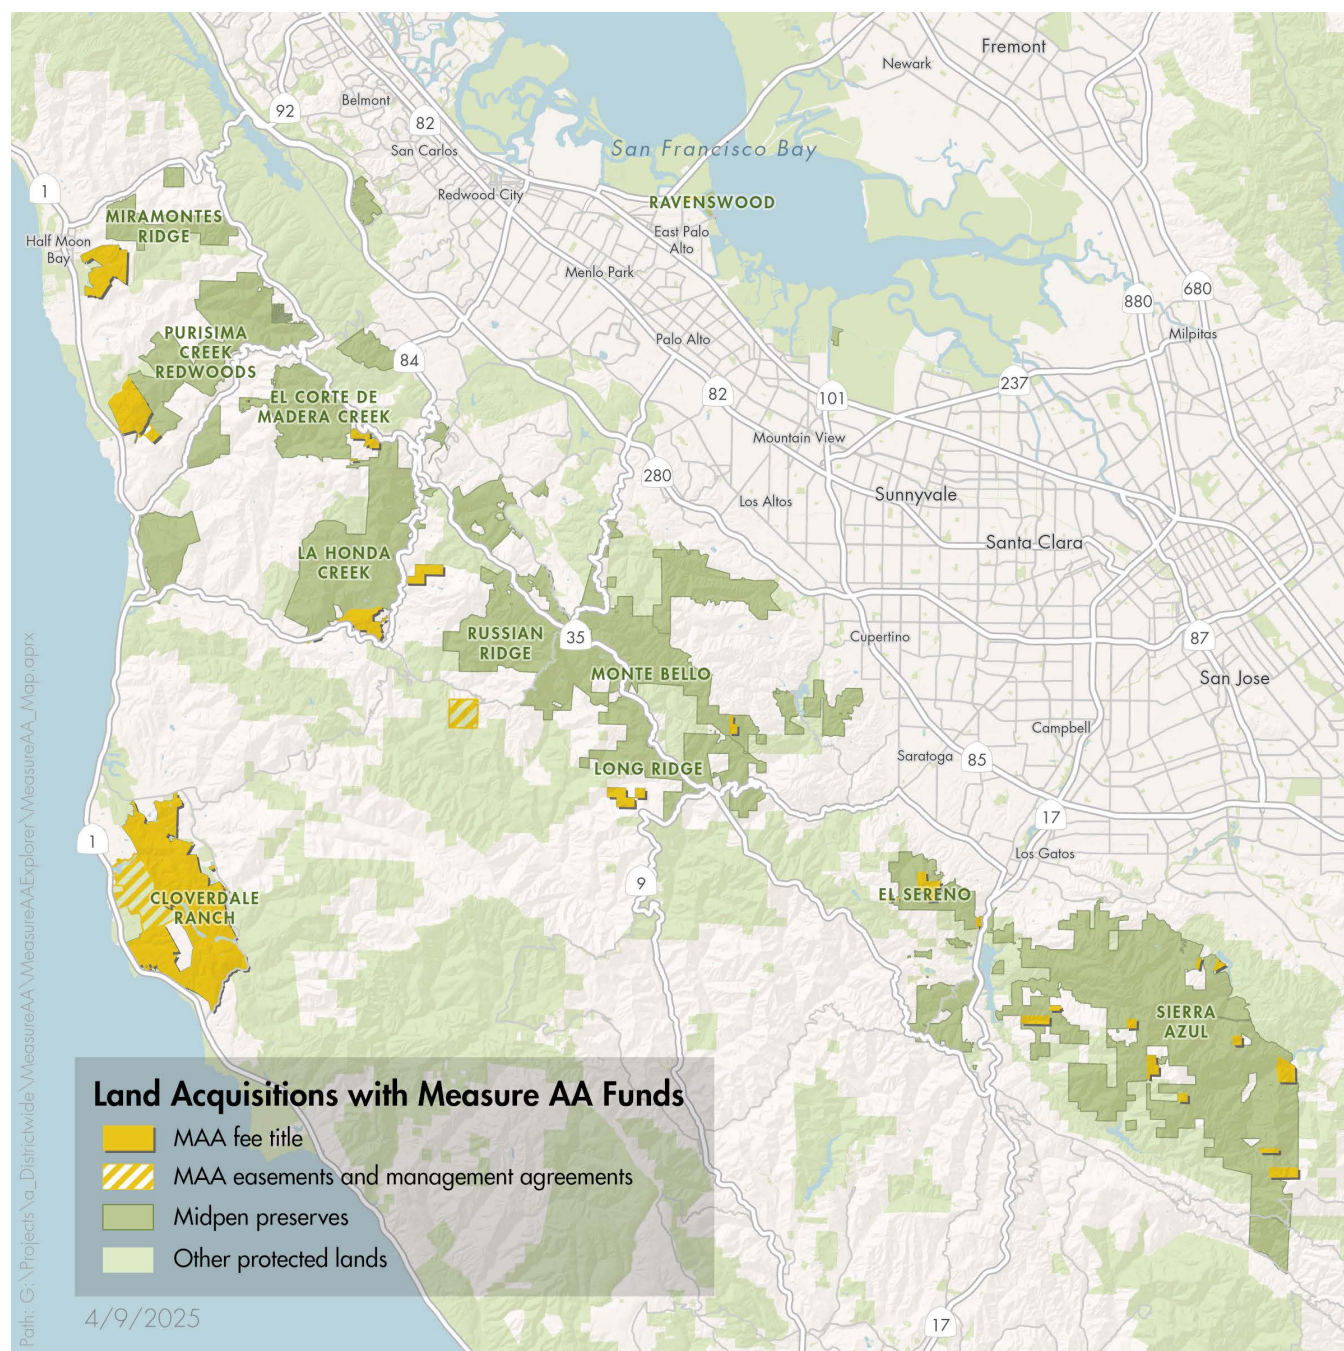 Fremont
Newark
92
Belmont
82
San Carlos
San Francisco Bay
1
Redwood City
RAVENSWOOD
MIRAMONTES
RIDGE
East Palo
Alto
Half Moon
Bay
Menlo Park
680
880
PURISIMA
CREEK
REDWOODS
Palo Alto
Milpitas
84
237
82
101
EL CORTE DE
MADERA CREEK
Mountain View
280
Los Altos
Sunnyvale
Santa Clara
LA HONDA
CREEK
RUSSIAN
RIDGE
35
Cupertino
87
MONTE BELLO
San Jose
Campbell
LONG RIDGE
Saratoga
85
17
1
Los Gatos
9
CLOVERDALE
RANCH
EL SERENO
SIERRA
AZUL
Land Acquisitions with Measure AA Funds
MAA fee title
MAA easements and management agreements
Midpen preserves
Other protected lands
4/9/2025
17
Path: G:\Projects\a_Districtwide\MeasureAA\MeasureAAExplorer\MeasureAA_Map.aprx